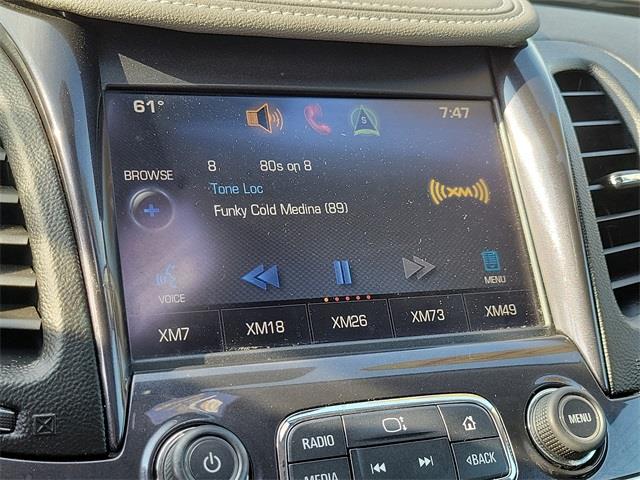 61° S 7:47
8 80s on 8
BROWSE
Tone Loc
((XM))
Funky Cold Medina (89)
VOICE
MENU
XM7 XM18 XM26 XM73 XM49
RADIO
MENU
MEDIA
BACK